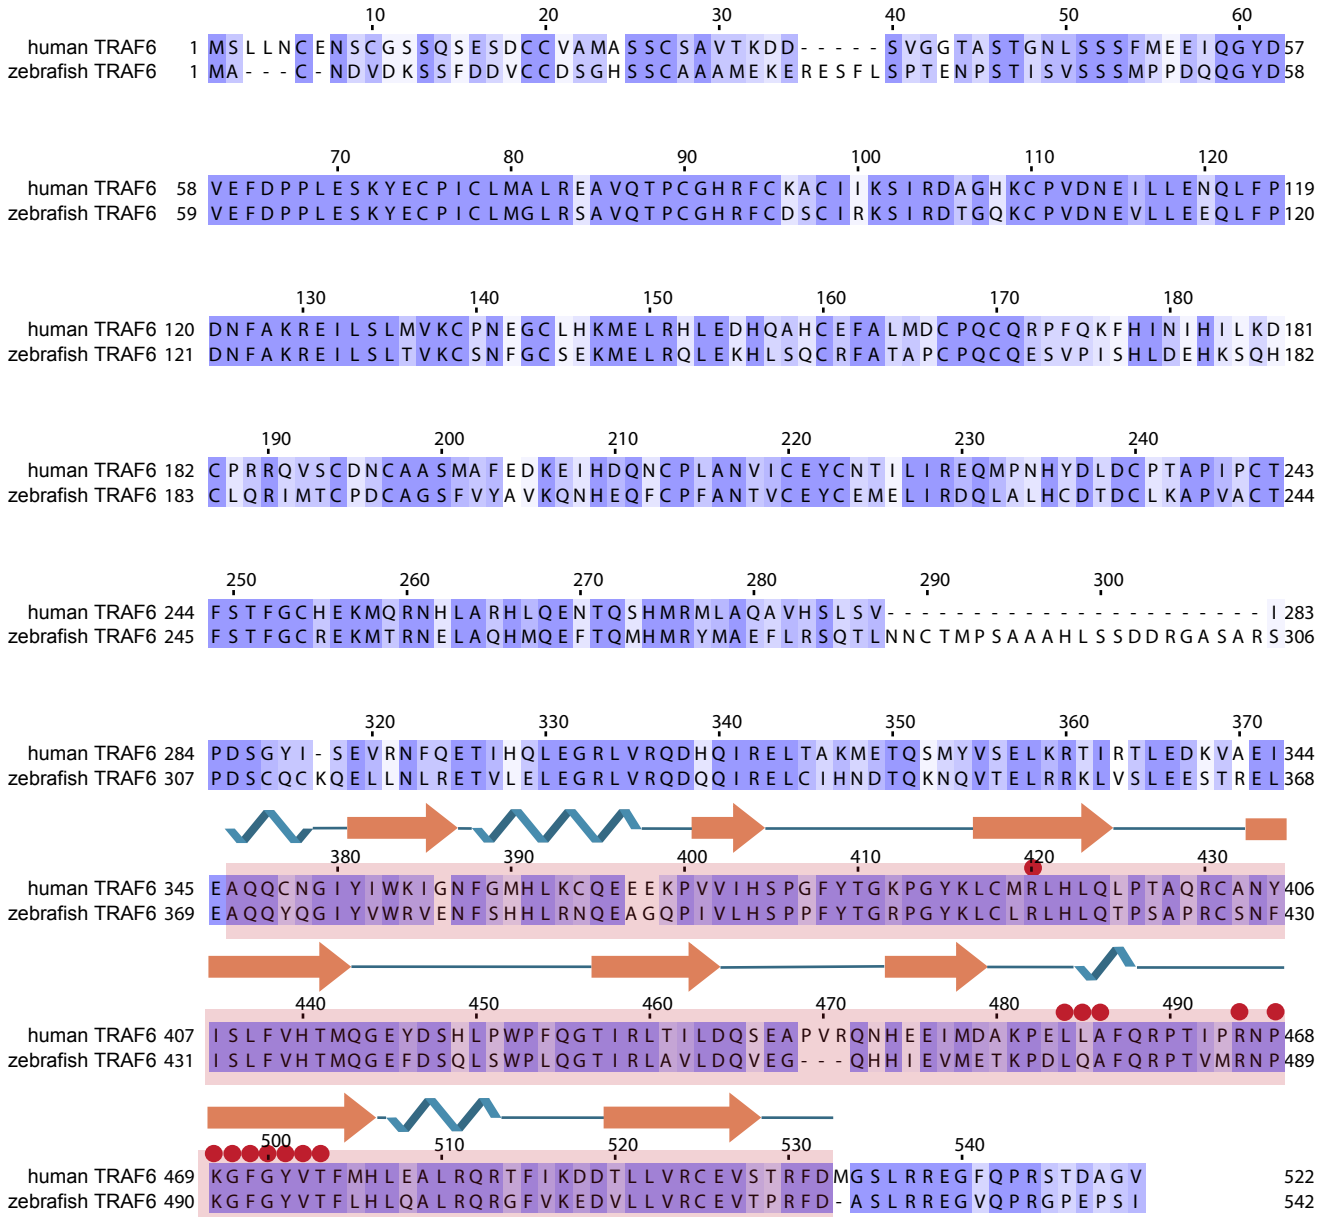 10 20 30 40 50 60
human TRAF6 1 MSLLNCENSCGSSQSESDCCVAMASSCSAVTKDD-----SVGGTASTGNLSSSFMEEIQGYD57
zebrafish TRAF6 1 MA---C-NDVDKSSFDDVCCDSGHSSCAAAMEKERESFLSPTENPSTISVSSSMPPDQQGYD58
70 80 90 100 110 120
human TRAF6 58 VEFDPPLESKYECPICLMALREAVQTPCGHRFCKACIIKSIRDAGHKCPVDNEILLENQLFP119
zebrafish TRAF6 59 VEFDPPLESKYECPICLMGLRSAVQTPCGHRFCDSCIRKSIRDTGQKCPVDNEVLLEEQLFP120
130 140 150 160 170 180
human TRAF6 120 DNFAKREILSLMVKCPNEGCLHKMELRHLEDHQAHCEFALMDCPQCQRPFQKFHINIHILKD181
zebrafish TRAF6 121 DNFAKREILSLTVKCSNFGCSEKMELRQLEKHLSQCRFATAPCPQCQESVPISHLDEHKSQH182
190 200 210 220 230 240
human TRAF6 182 CPRRQVSCDNCAASMAFEDKEIHDQNCPLANVICEYCNTILIREQMPNHYDLDCPTAPIPCT243
zebrafish TRAF6 183 CLQRIMTCPDCAGSFVYAVKQNHEQFCPFANTVCEYCEMELIRDQLALHCDTDCLKAPVACT244
250 260 270 280 290 300
human TRAF6 244 FSTFGCHEKMQRNHLARHLQENTQSHMRMLAQAVHSLSV----------------------I283
zebrafish TRAF6 245 FSTFGCREKMTRNELAQHMQEFTQMHMRYMAEFLRSQTLNNCTMPSAAAHLSSDDRGASARS306
320 330 340 350 360 370
human TRAF6 284 PDSGYI-SEVRNFQETIHQLEGRLVRQDHQIRELTAKMETQSMYVSELKRTIRTLEDKVAEI344
zebrafish TRAF6 307 PDSCQCKQELLNLRETVLELEGRLVRQDQQIRELCIHNDTQKNQVTELRRKLVSLEESTREL368
380 390 400 410 420 430
human TRAF6 345 EAQQCNGIYIWKIGNFGMHLKCQEEEKPVVIHSPGFYTGKPGYKLCMRLHLQLPTAQRCANY406
zebrafish TRAF6 369 EAQQYQGIYVWRVENFSHHLRNQEAGQPIVLHSPPFYTGRPGYKLCLRLHLQTPSAPRCSNF430
440 450 460 470 480 490
human TRAF6 407 ISLFVHTMQGEYDSHLPWPFQGTIRLTILDQSEAPVRQNHEEIMDAKPELLAFQRPTIPRNP468
zebrafish TRAF6 431 ISLFVHTMQGEFDSQLSWPLQGTIRLAVLDQVEG---QHHIEVMETKPDLQAFQRPTVMRNP489
500 510 520 530 540
human TRAF6 469 KGFGYVTFMHLEALRQRTFIKDDTLLVRCEVSTRFDMGSLRREGFQPRSTDAGV 522
zebrafish TRAF6 490 KGFGYVTFLHLQALRQRGFVKEDVLLVRCEVTPRFD-ASLRREGVQPRGPEPSI 542